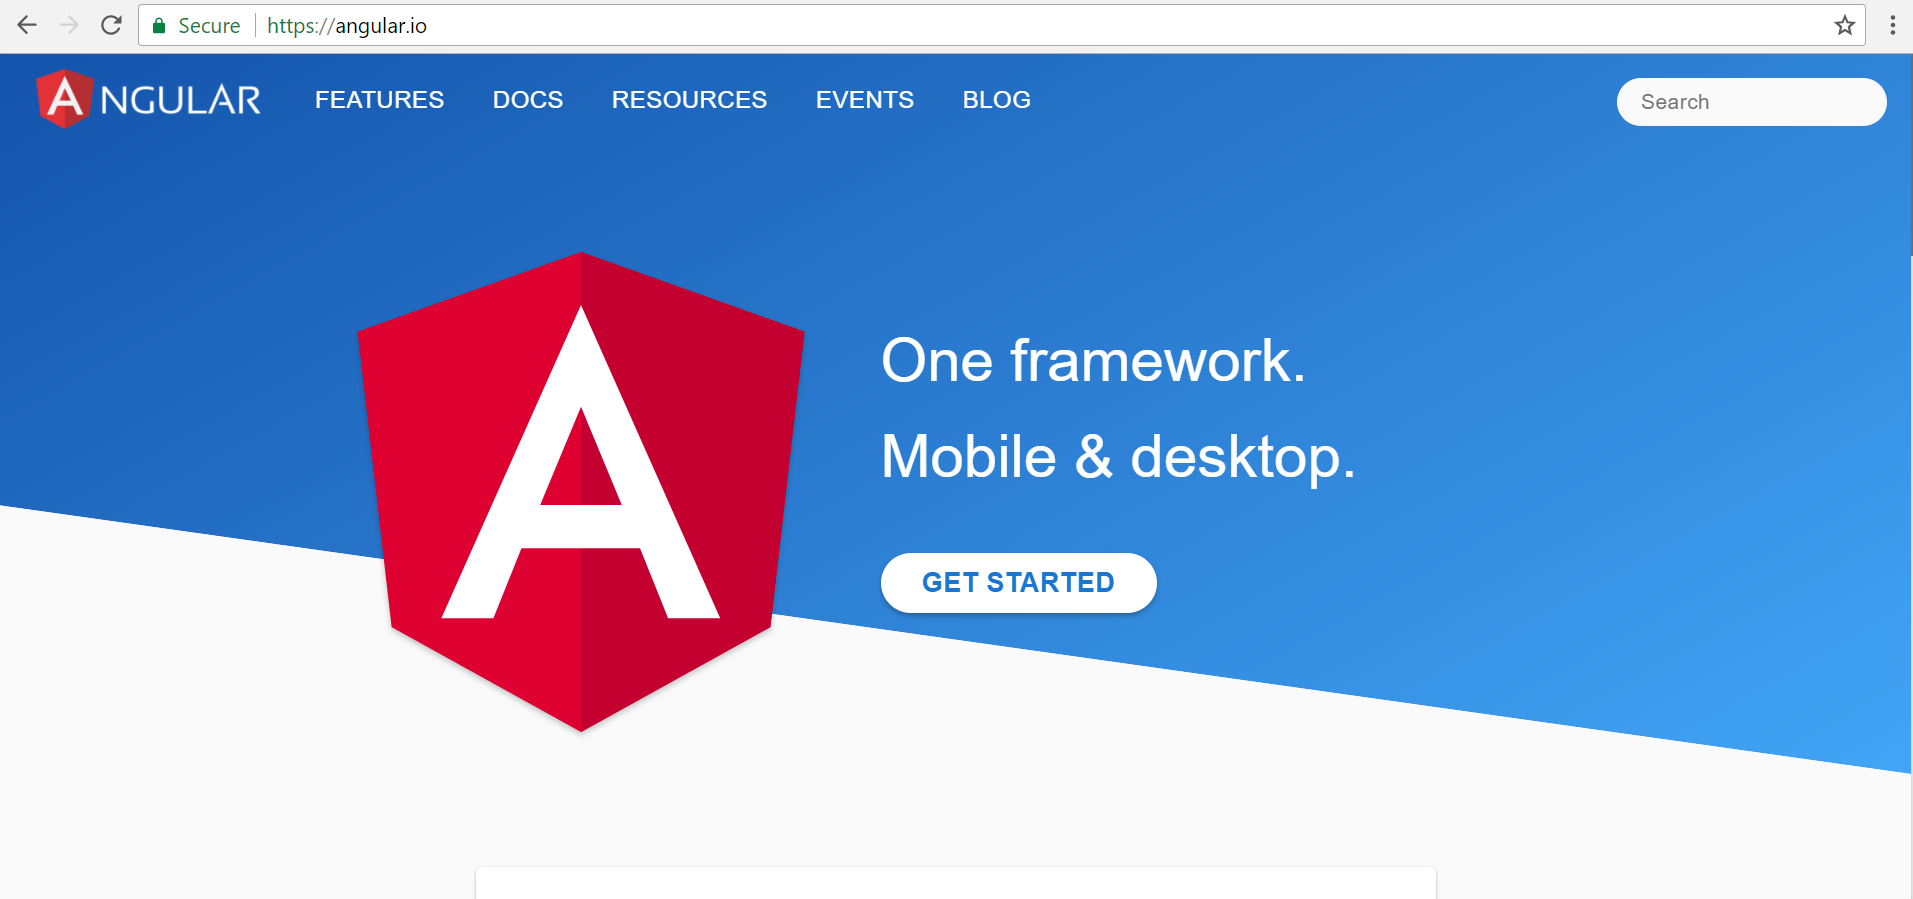 Secure https://angular.io
ANGULAR FEATURES DOCS RESOURCES EVENTS BLOG Search
A
One framework.
Mobile & desktop.
GET STARTED